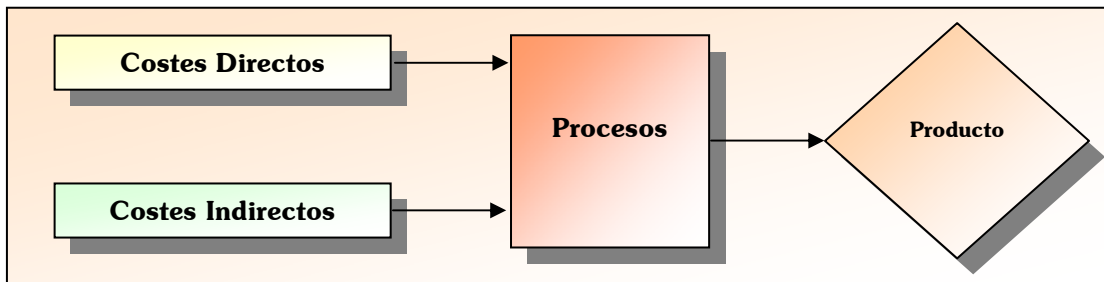 Costes Directos
Procesos
Producto
Costes Indirectos